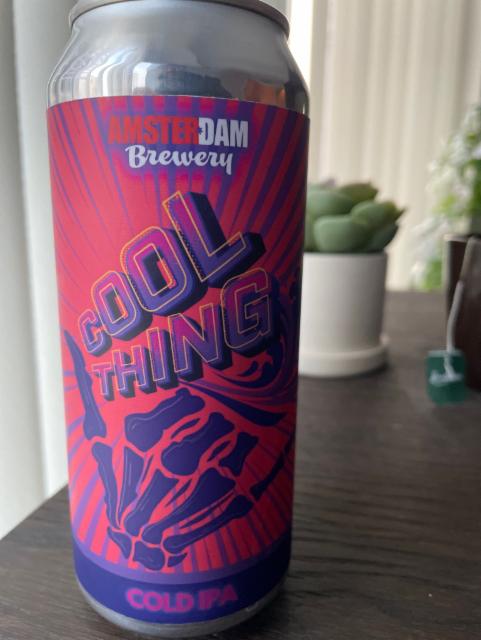 AMSTERDAM
Brewery
COOL
THING
COLD IPA